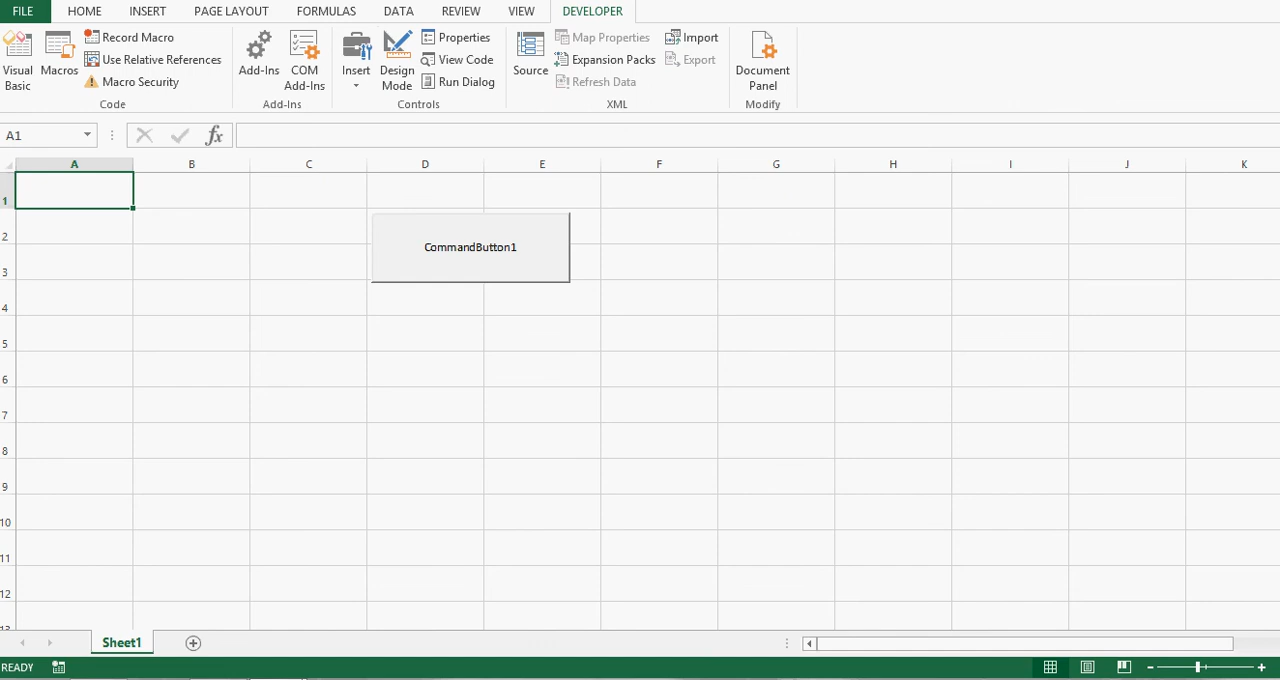 FILE HOME INSERT PAGE LAYOUT FORMULAS DATA REVIEW VIEW DEVELOPER
Visual Basic
Macros
Record Macro
Use Relative References
Macro Security
Code
Add-Ins
COM Add-Ins
Add-Ins
Insert
Design Mode
Properties
View Code
Run Dialog
Controls
Source
Map Properties
Expansion Packs
Refresh Data
Import
Export
XML
Document Panel
Modify
A1 fx
A B C D E F G H I J K
1
2
CommandButton1
3
4
5
6
7
8
9
10
11
12
13
Sheet1
READY